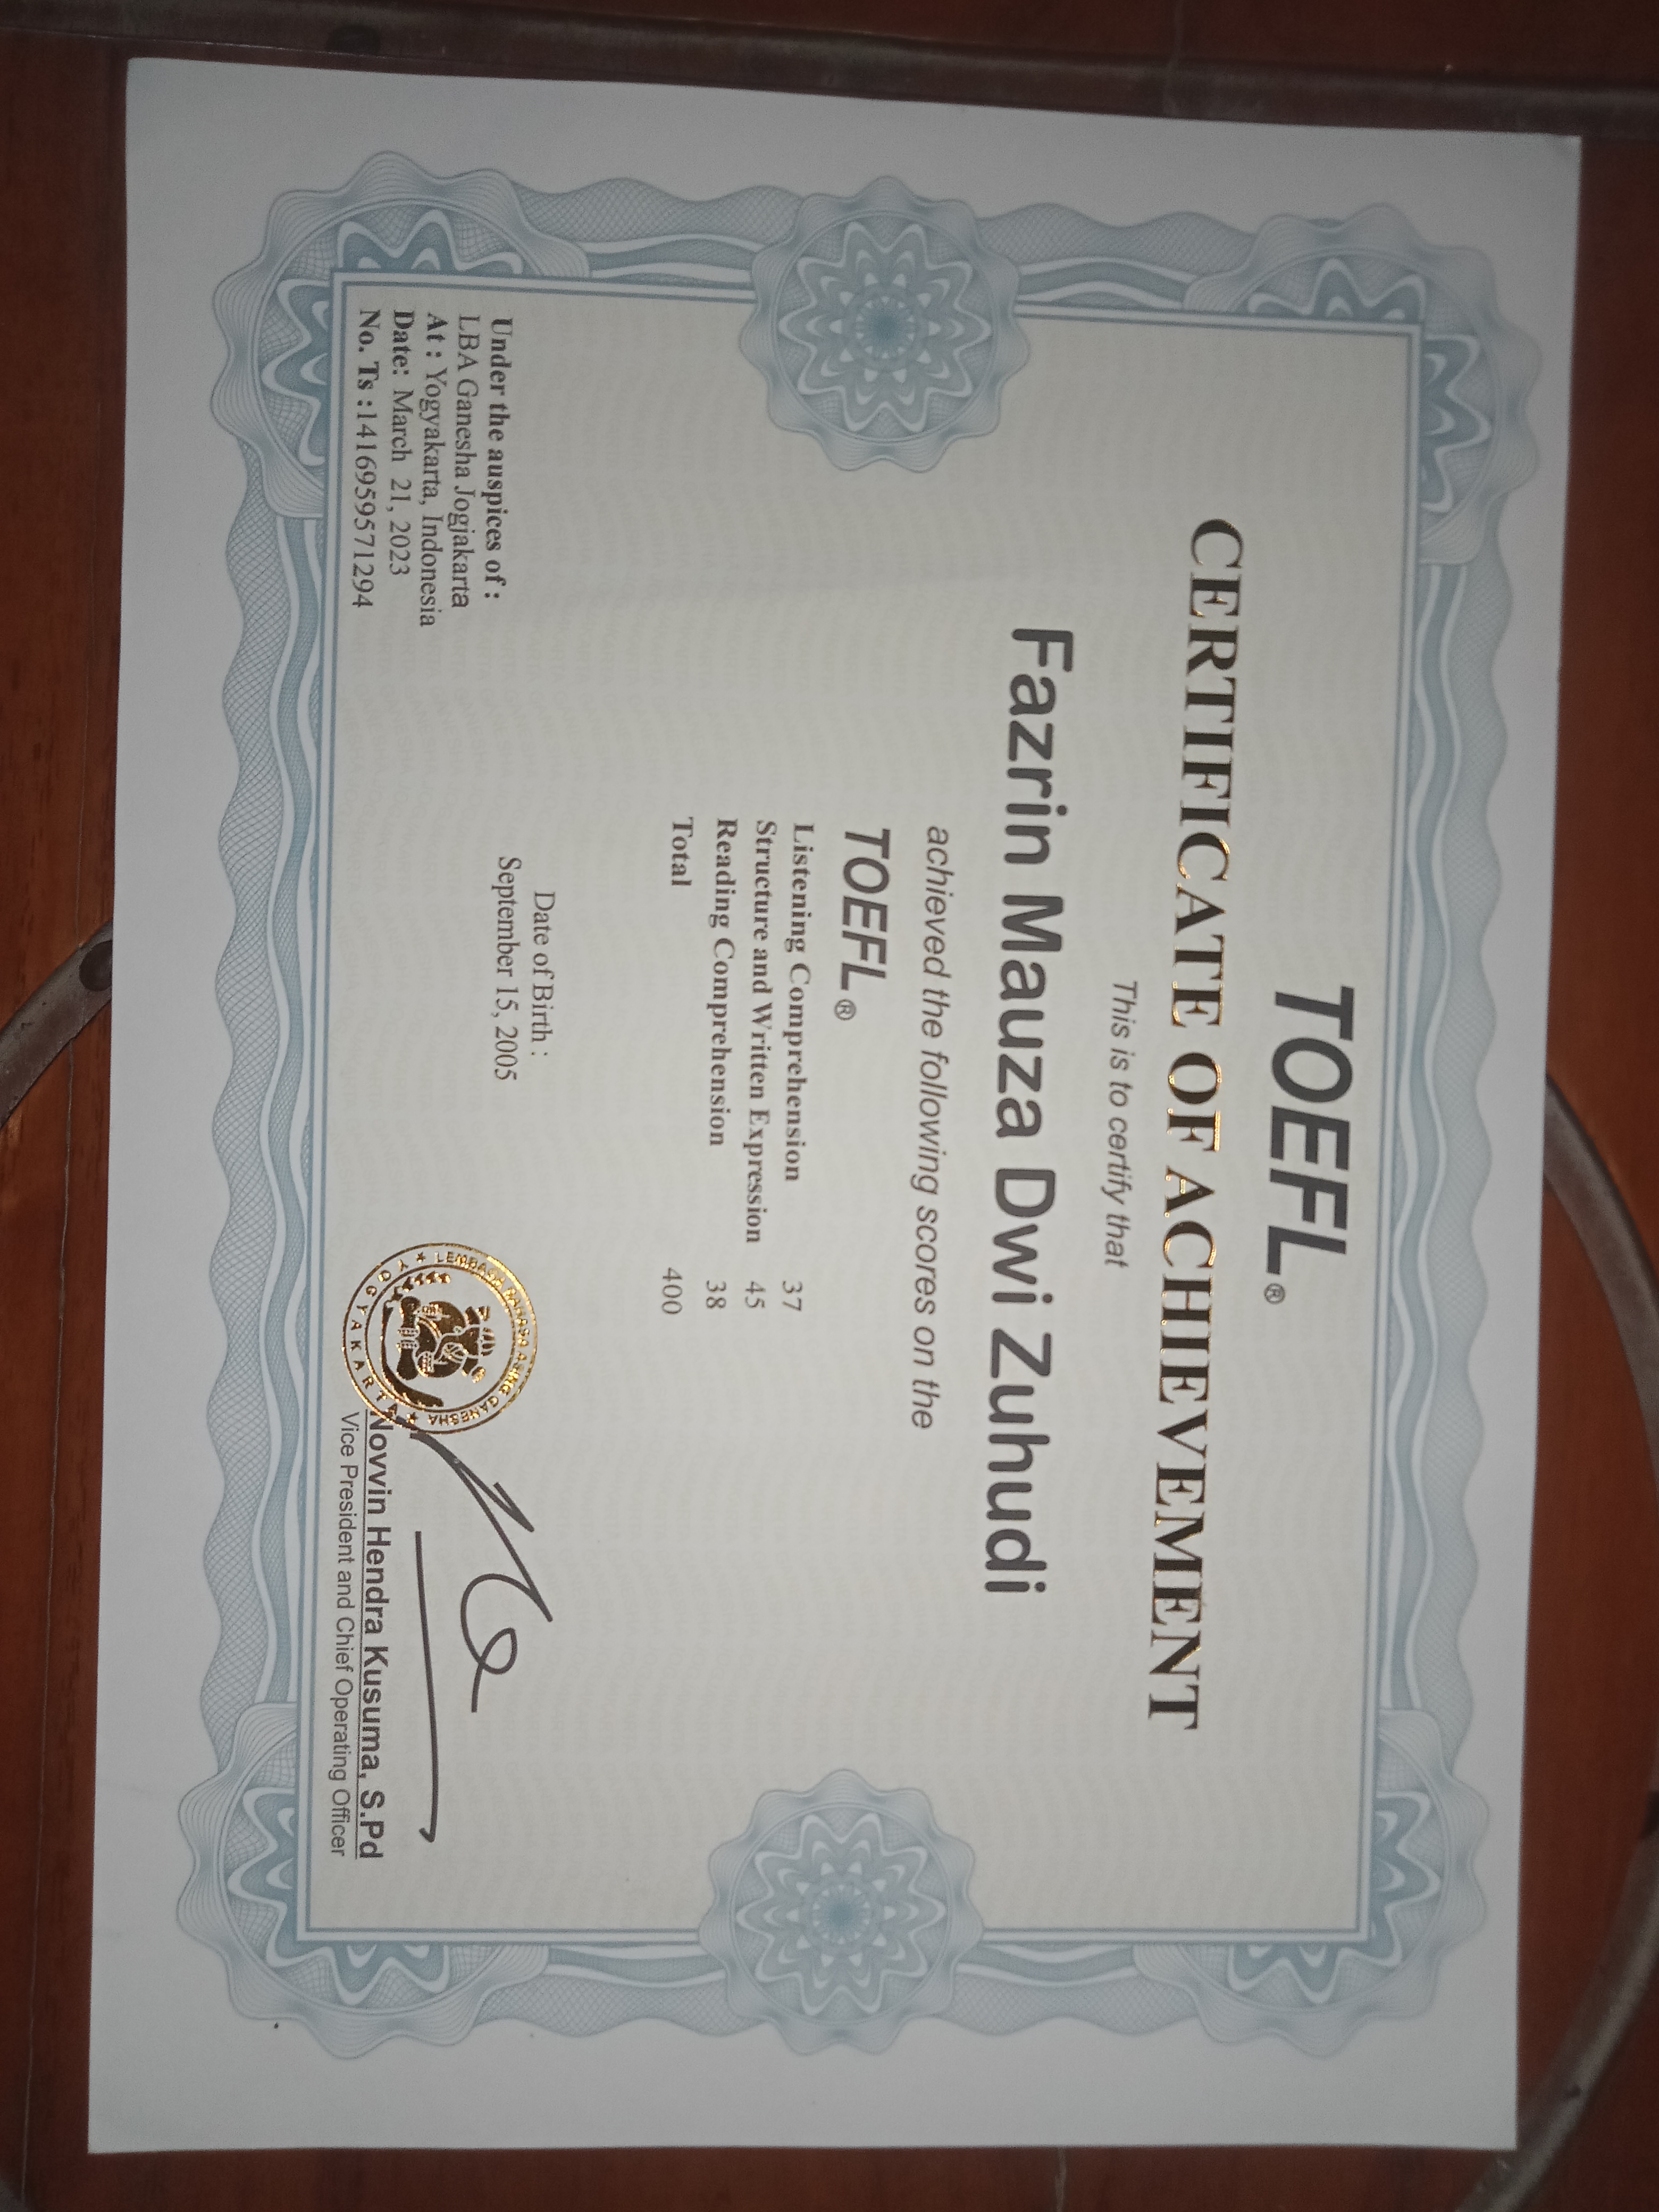 TOEFL®
CERTIFICATE OF ACHIEVEMENT
This is to certify that
Fazrin Mauza Dwi Zuhudi
achieved the following scores on the
TOEFL®
Listening Comprehension 37
Structure and Written Expression 45
Reading Comprehension 38
Total 400
Date of Birth :
September 15, 2005
Under the auspices of :
LBA Ganesha Jogjakarta
At : Yogyakarta, Indonesia
Date: March 21, 2023
No. Ts :1416959571294
LEMBAGA BAHASA ASING GANESHA
YOGYAKARTA
Novvin Hendra Kusuma, S.Pd
Vice President and Chief Operating Officer